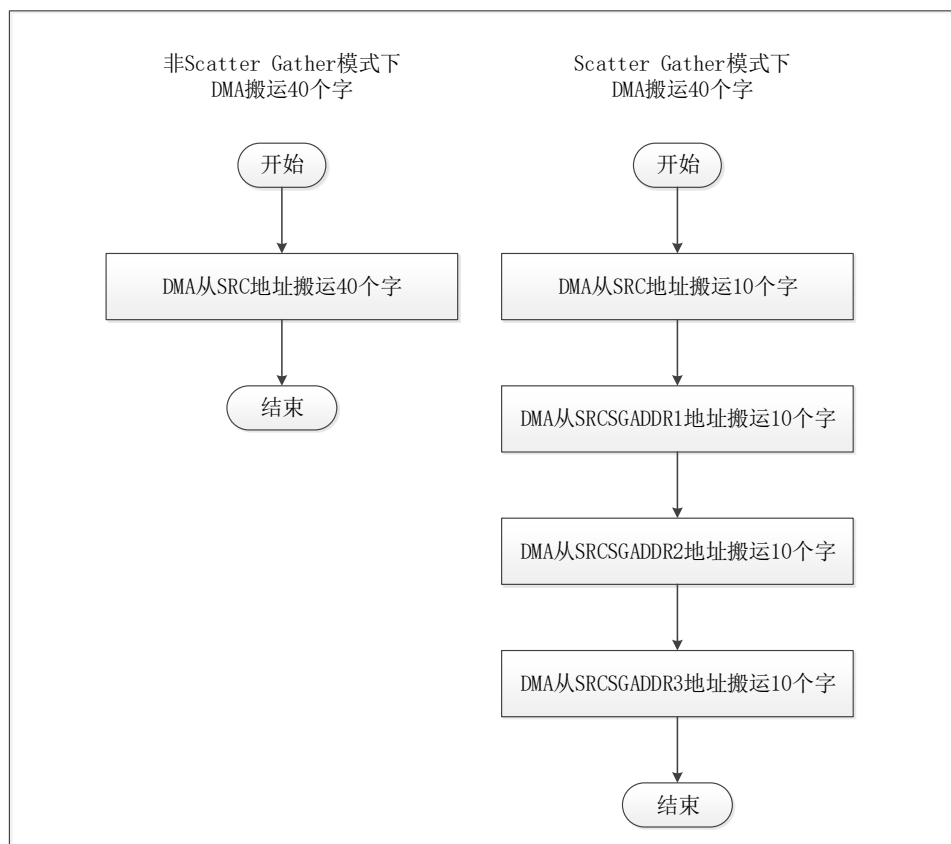 非Scatter Gather模式下
DMA搬运40个字
开始
DMA从SRC地址搬运40个字
结束
Scatter Gather模式下
DMA搬运40个字
开始
DMA从SRC地址搬运10个字
DMA从SRCSGADDR1地址搬运10个字
DMA从SRCSGADDR2地址搬运10个字
DMA从SRCSGADDR3地址搬运10个字
结束